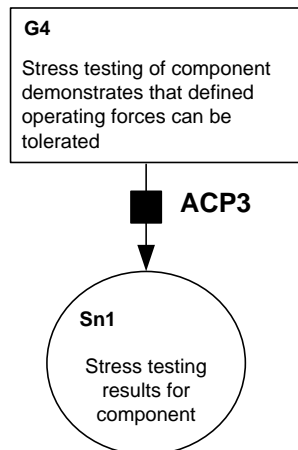 G4
Stress testing of component
demonstrates that defined
operating forces can be
tolerated
ACP3
Sn1
Stress testing
results for
component